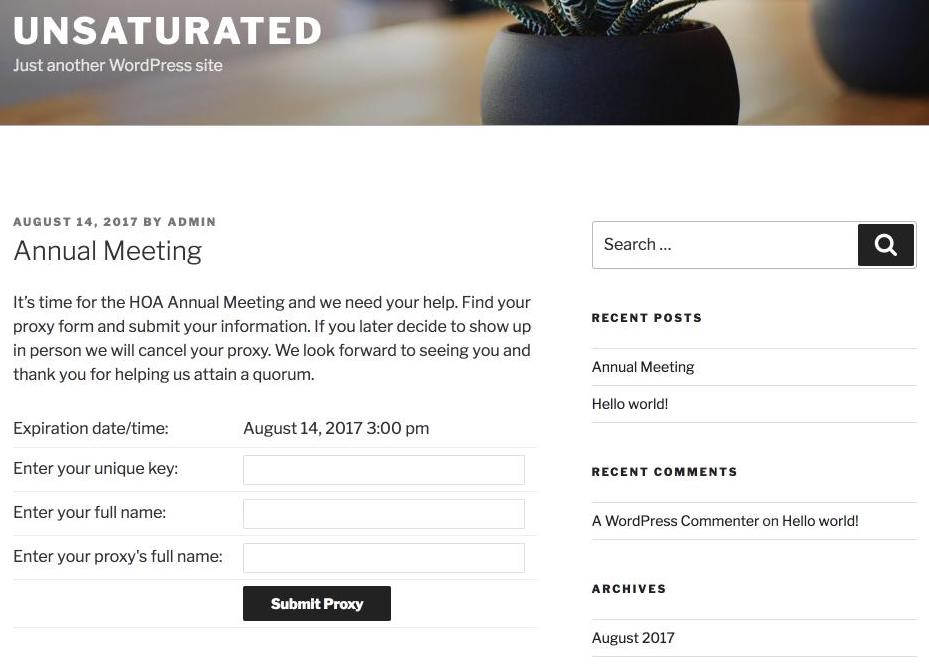 UNSATURATED
Just another WordPress site
AUGUST 14, 2017 BY ADMIN
Annual Meeting
It's time for the HOA Annual Meeting and we need your help. Find your
proxy form and submit your information. If you later decide to show up
in person we will cancel your proxy. We look forward to seeing you and
thank you for helping us attain a quorum.
Expiration date/time: August 14, 2017 3:00 pm
Enter your unique key:
Enter your full name:
Enter your proxy's full name:
Submit Proxy
Search …
RECENT POSTS
Annual Meeting
Hello world!
RECENT COMMENTS
A WordPress Commenter on Hello world!
ARCHIVES
August 2017